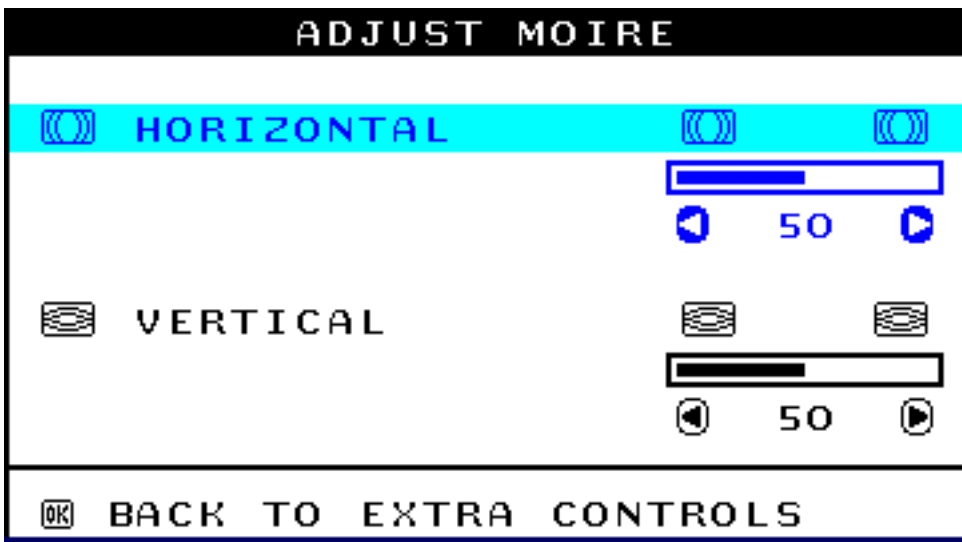 ADJUST MOIRE
HORIZONTAL
50
VERTICAL
50
OK BACK TO EXTRA CONTROLS